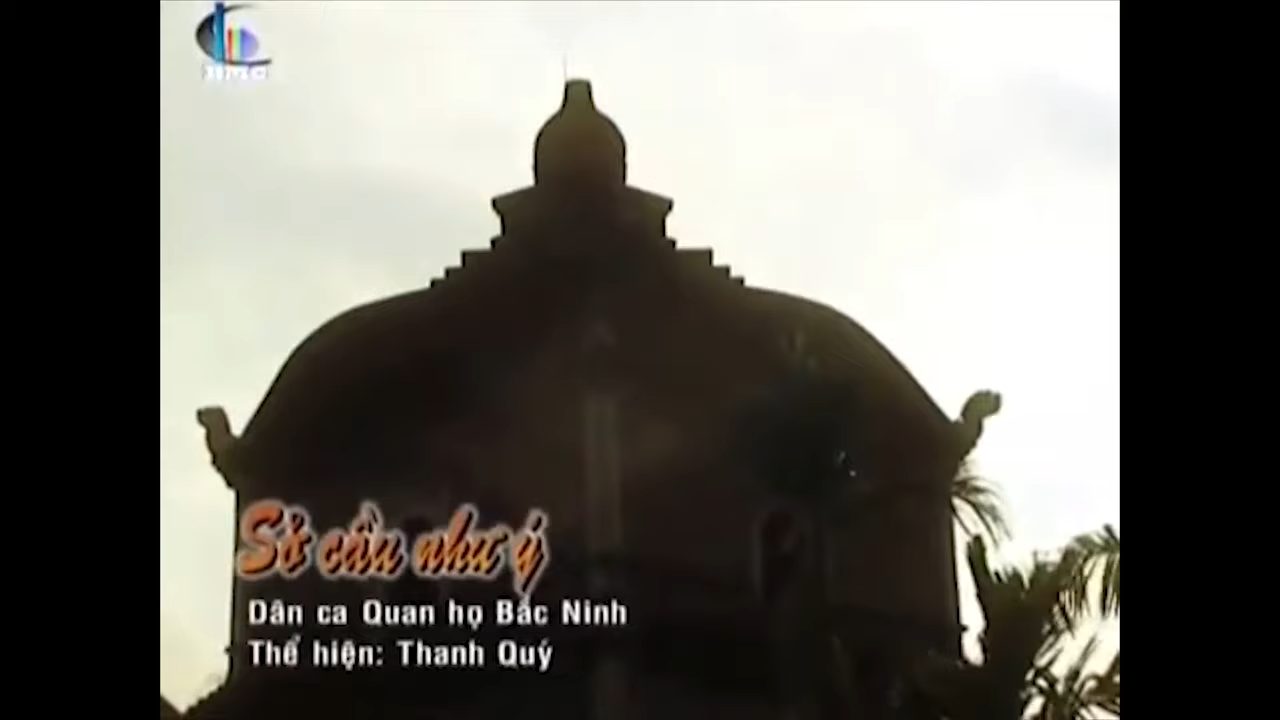 Sở cầu như ý
Dân ca Quan họ Bắc Ninh
Thể hiện: Thanh Quý